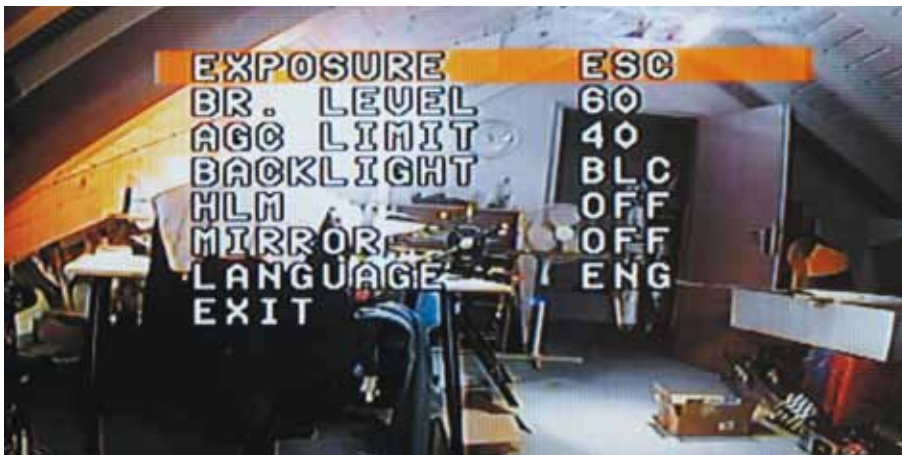 EXPOSURE ESC
BR. LEVEL 60
AGC LIMIT 40
BACKLIGHT BLC
HLM OFF
MIRROR OFF
LANGUAGE ENG
EXIT